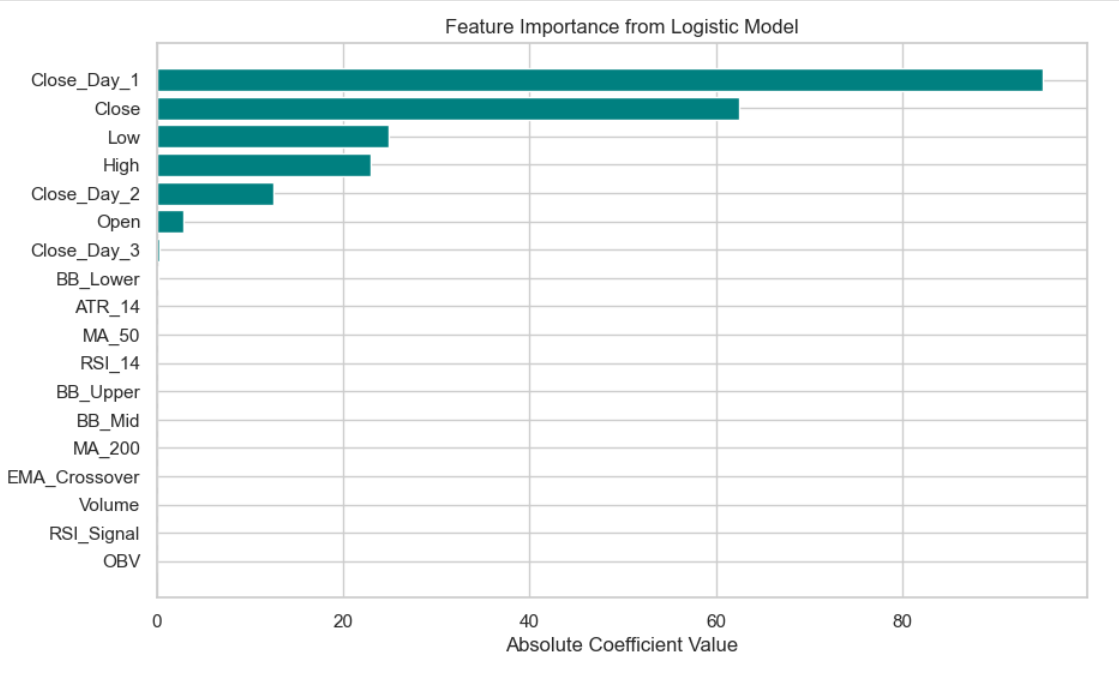 Feature Importance from Logistic Model
Close_Day_1
Close
Low
High
Close_Day_2
Open
Close_Day_3
BB_Lower
ATR_14
MA_50
RSI_14
BB_Upper
BB_Mid
MA_200
EMA_Crossover
Volume
RSI_Signal
OBV
0 20 40 60 80
Absolute Coefficient Value